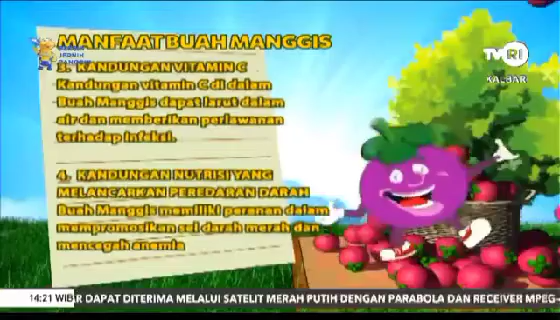 MANFAAT BUAH MANGGIS
3. KANDUNGAN VITAMIN C
Kandungan vitamin C di dalam
Buah Manggis dapat larut dalam
air dan memberikan perlawanan
terhadap infeksi.
4. KANDUNGAN NUTRISI YANG
MELANCARKAN PEREDARAN DARAH
Buah Manggis memiliki peranan dalam
mempromosikan sel darah merah dan
mencegah anemia
TVRI
KALBAR
14:21 WIB R DAPAT DITERIMA MELALUI SATELIT MERAH PUTIH DENGAN PARABOLA DAN RECEIVER MPEG-